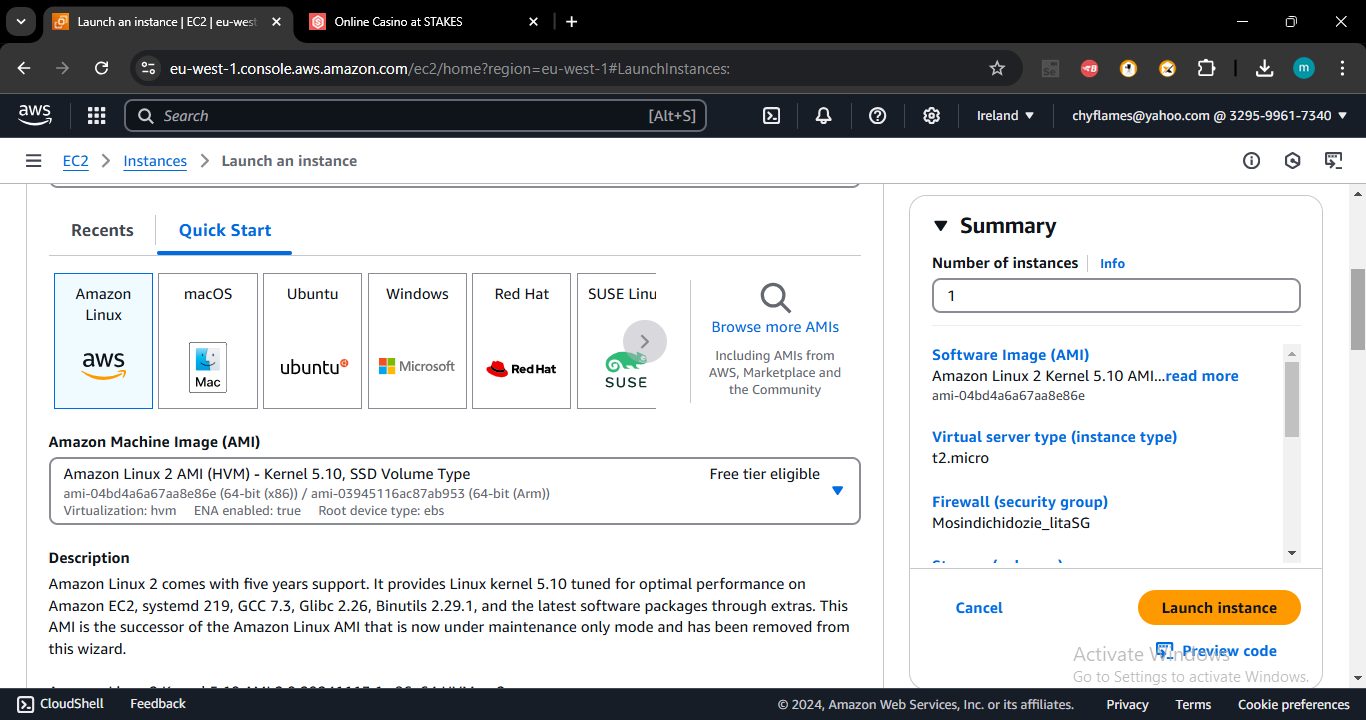 Launch an instance | EC2 | eu-west
Online Casino at STAKES
eu-west-1.console.aws.amazon.com/ec2/home?region=eu-west-1#LaunchInstances:
m
aws
Search
[Alt+S]
Ireland
chyflames@yahoo.com @ 3295-9961-7340
EC2
Instances
Launch an instance
Recents
Quick Start
Amazon
Linux
aws
macOS
Mac
Ubuntu
ubuntu
Windows
Microsoft
Red Hat
Red Hat
SUSE Linu
SUSE
Browse more AMIs
Including AMIs from
AWS, Marketplace and
the Community
Amazon Machine Image (AMI)
Amazon Linux 2 AMI (HVM) - Kernel 5.10, SSD Volume Type
Free tier eligible
ami-04bd4a6a67aa8e86e (64-bit (x86)) / ami-03945116ac87ab953 (64-bit (Arm))
Virtualization: hvm ENA enabled: true Root device type: ebs
Description
Amazon Linux 2 comes with five years support. It provides Linux kernel 5.10 tuned for optimal performance on
Amazon EC2, systemd 219, GCC 7.3, Glibc 2.26, Binutils 2.29.1, and the latest software packages through extras. This
AMI is the successor of the Amazon Linux AMI that is now under maintenance only mode and has been removed from
this wizard.
Summary
Number of instances
Info
1
Software Image (AMI)
Amazon Linux 2 Kernel 5.10 AMI...read more
ami-04bd4a6a67aa8e86e
Virtual server type (instance type)
t2.micro
Firewall (security group)
Mosindichidozie_litaSG
Cancel
Launch instance
Preview code
Activate Windows
Go to Settings to activate Windows.
CloudShell
Feedback
© 2024, Amazon Web Services, Inc. or its affiliates.
Privacy
Terms
Cookie preferences